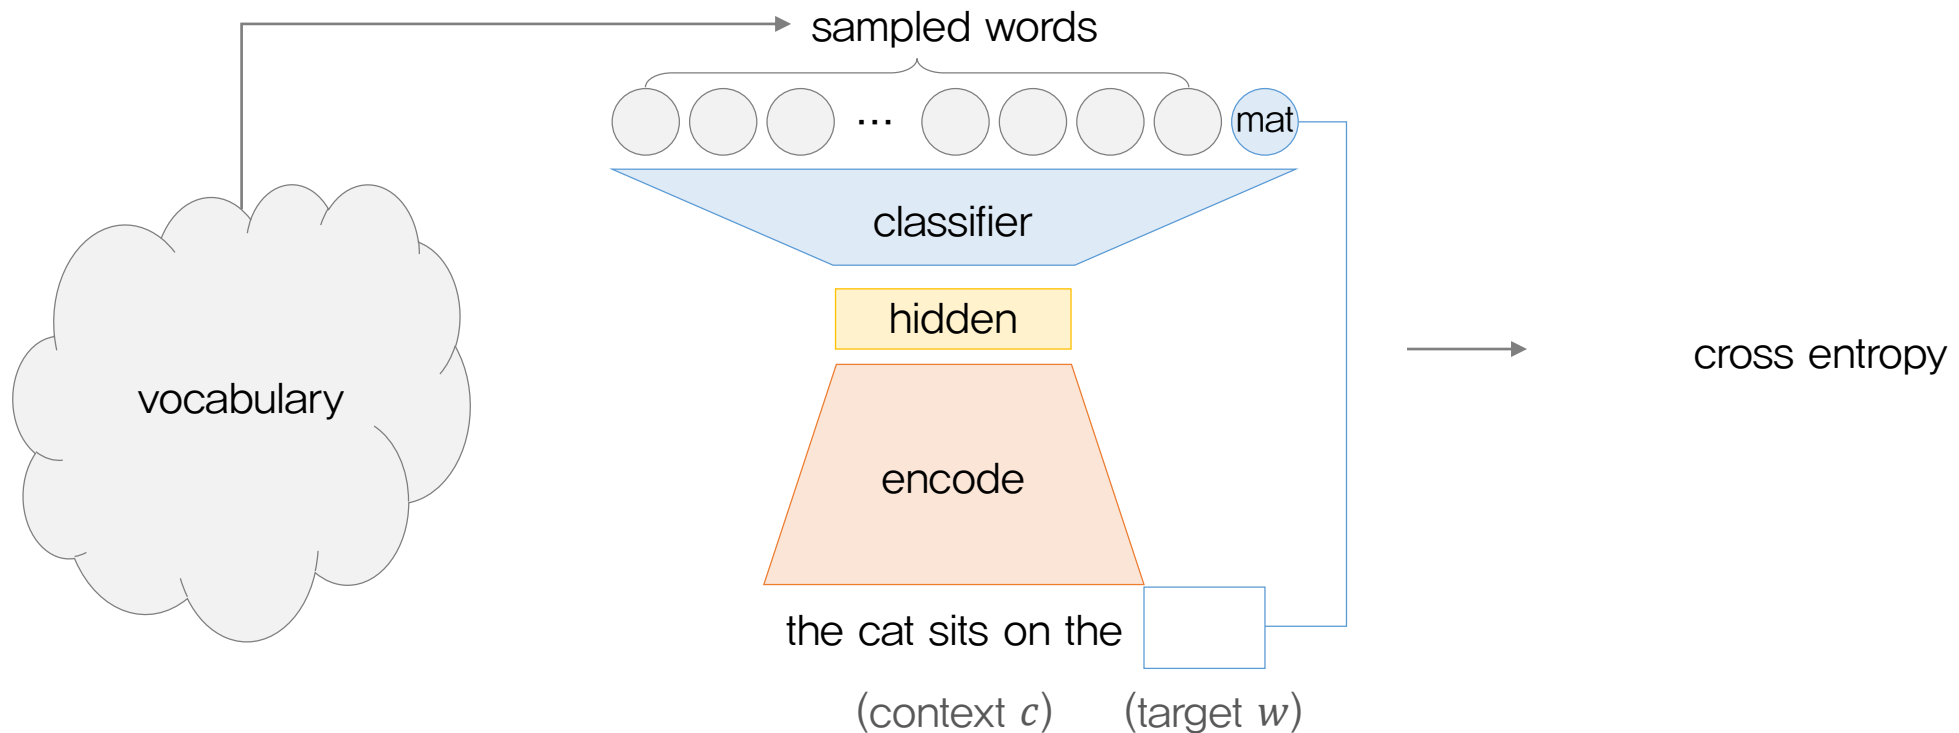 sampled words
...
mat
classifier
hidden
vocabulary
cross entropy
encode
the cat sits on the
(context c)
(target w)